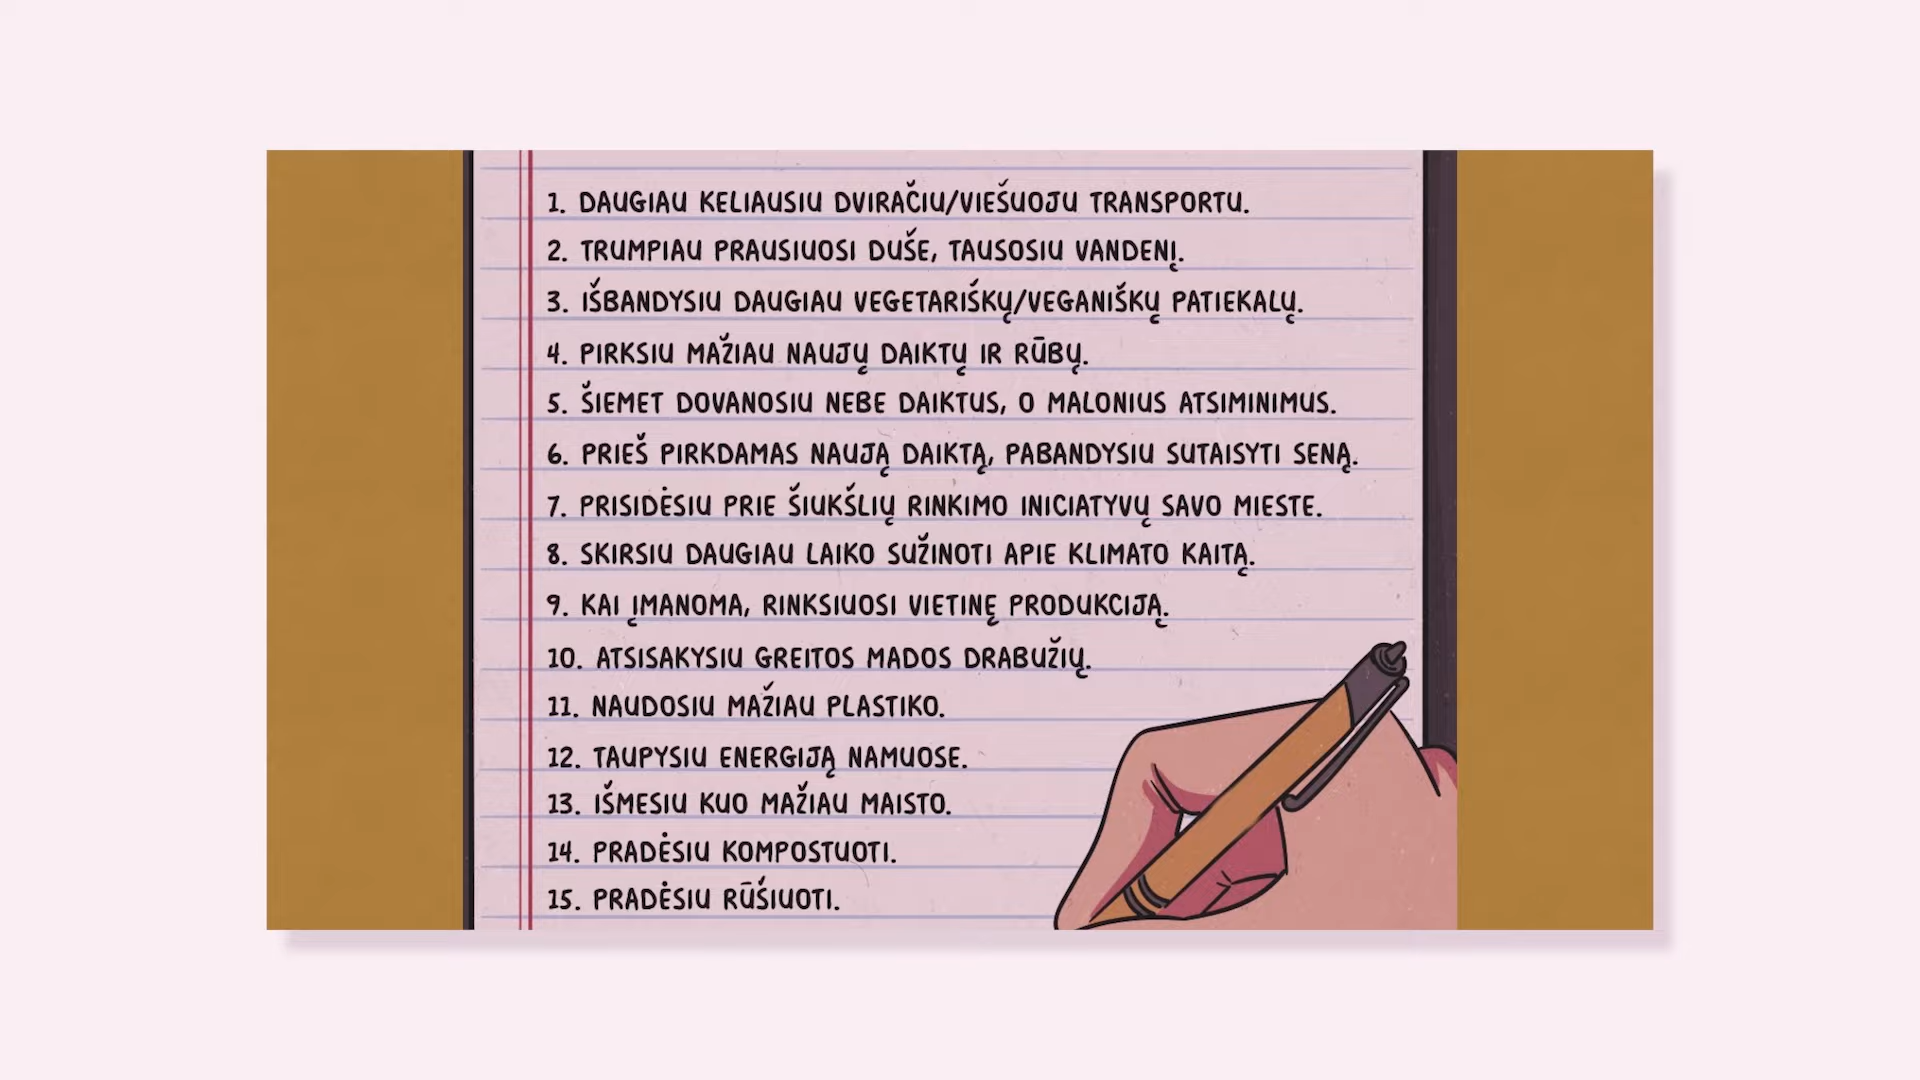 1. DAUGIAU KELIAUSIU DVIRAČIU/VIEŠUOJU TRANSPORTU.
2. TRUMPIAU PRAUSIUOSI DUŠE, TAUSOSIU VANDENĮ.
3. IŠBANDYSIU DAUGIAU VEGETARIŠKŲ/VEGANIŠKŲ PATIEKALŲ.
4. PIRKSIU MAŽIAU NAUJŲ DAIKTŲ IR RŪBŲ.
5. ŠIEMET DOVANOSIU NEBE DAIKTUS, O MALONIUS ATSIMINIMUS.
6. PRIEŠ PIRKDAMAS NAUJĄ DAIKTĄ, PABANDYSIU SUTAISYTI SENĄ.
7. PRISIDĖSIU PRIE ŠIUKŠLIŲ RINKIMO INICIATYVŲ SAVO MIESTE.
8. SKIRSIU DAUGIAU LAIKO SUŽINOTI APIE KLIMATO KAITĄ.
9. KAI ĮMANOMA, RINKSIUOSI VIETINĘ PRODUKCIJĄ.
10. ATSISAKYSIU GREITOS MADOS DRABUŽIŲ.
11. NAUDOSIU MAŽIAU PLASTIKO.
12. TAUPYSIU ENERGIJĄ NAMUOSE.
13. IŠMESIU KUO MAŽIAU MAISTO.
14. PRADĖSIU KOMPOSTUOTI.
15. PRADĖSIU RŪŠIUOTI.